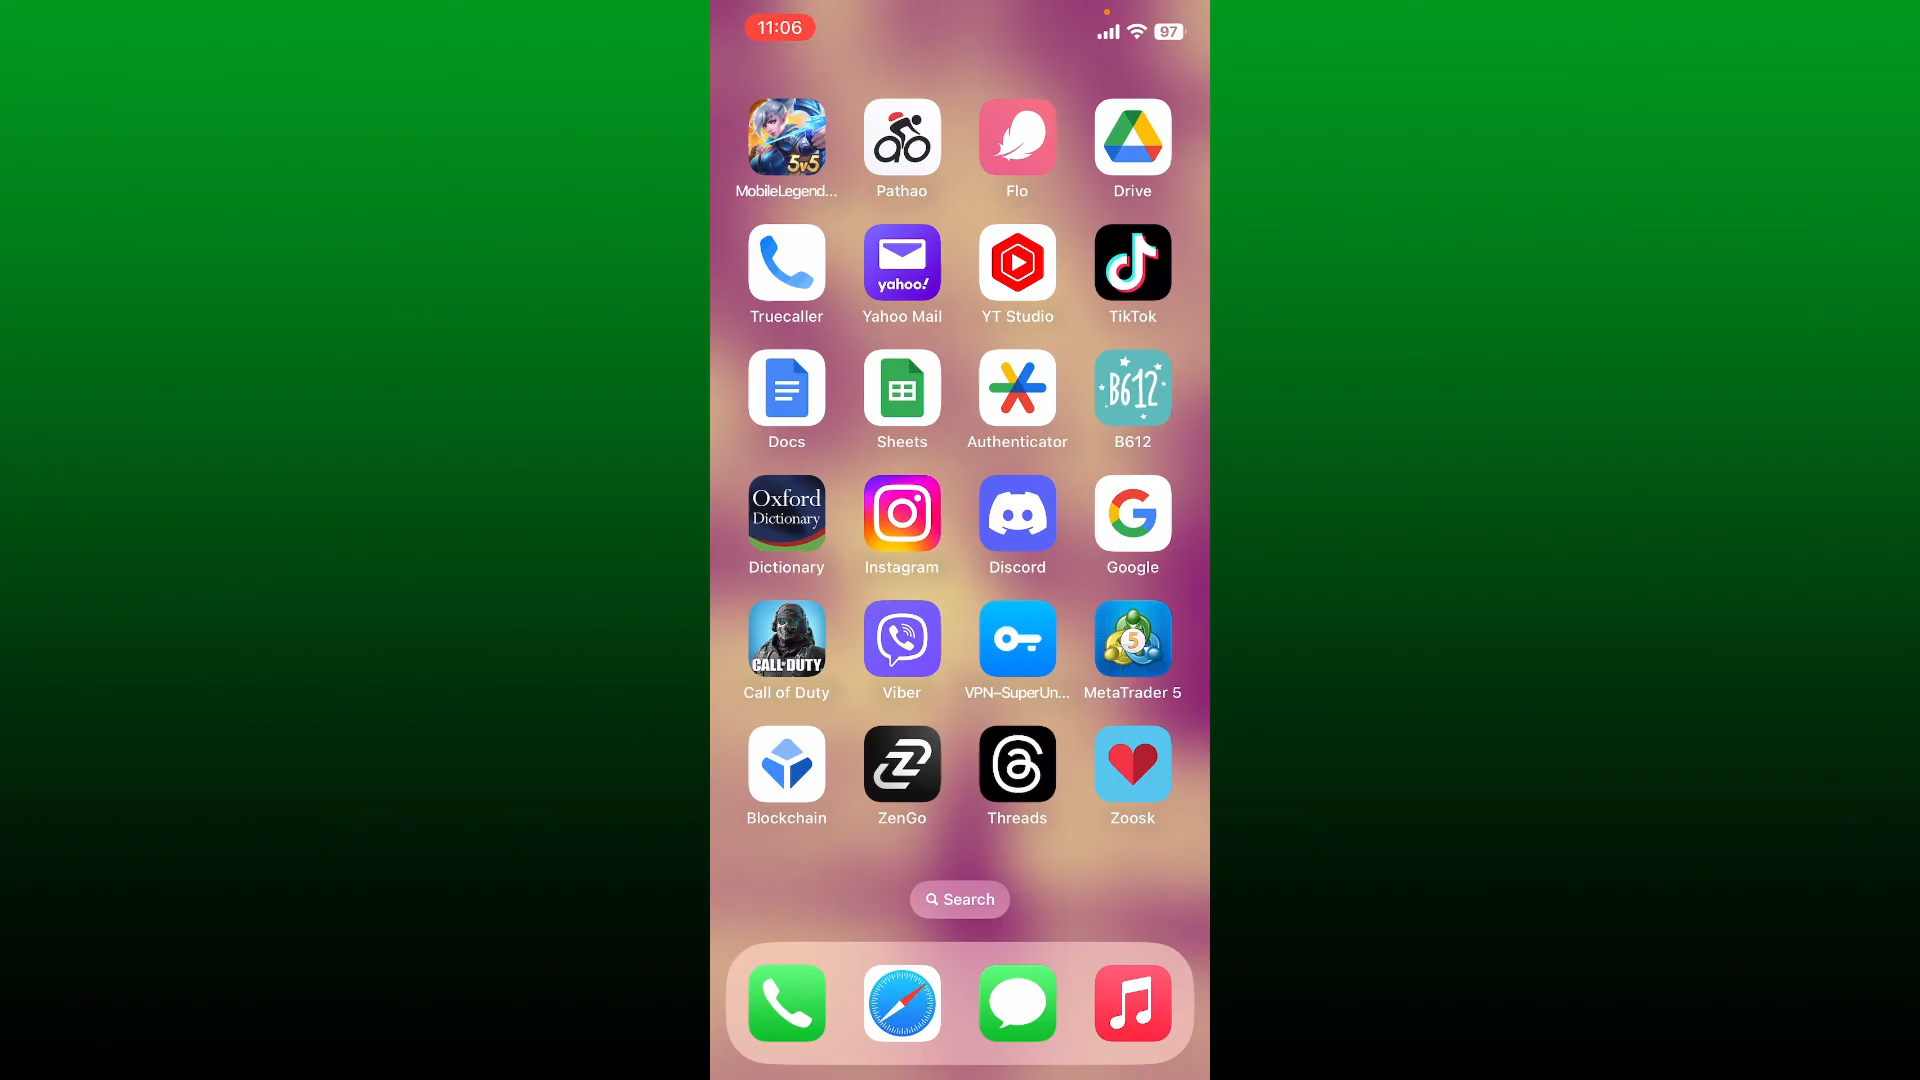 11:06
97
5v5
MobileLegend...
Pathao
Flo
Drive
yahoo!
Truecaller
Yahoo Mail
YT Studio
TikTok
B612
Docs
Sheets
Authenticator
B612
Oxford
Dictionary
Dictionary
Instagram
Discord
Google
CALL OF DUTY
5
Call of Duty
Viber
VPN–SuperUn...
MetaTrader 5
Blockchain
ZenGo
Threads
Zoosk
Search